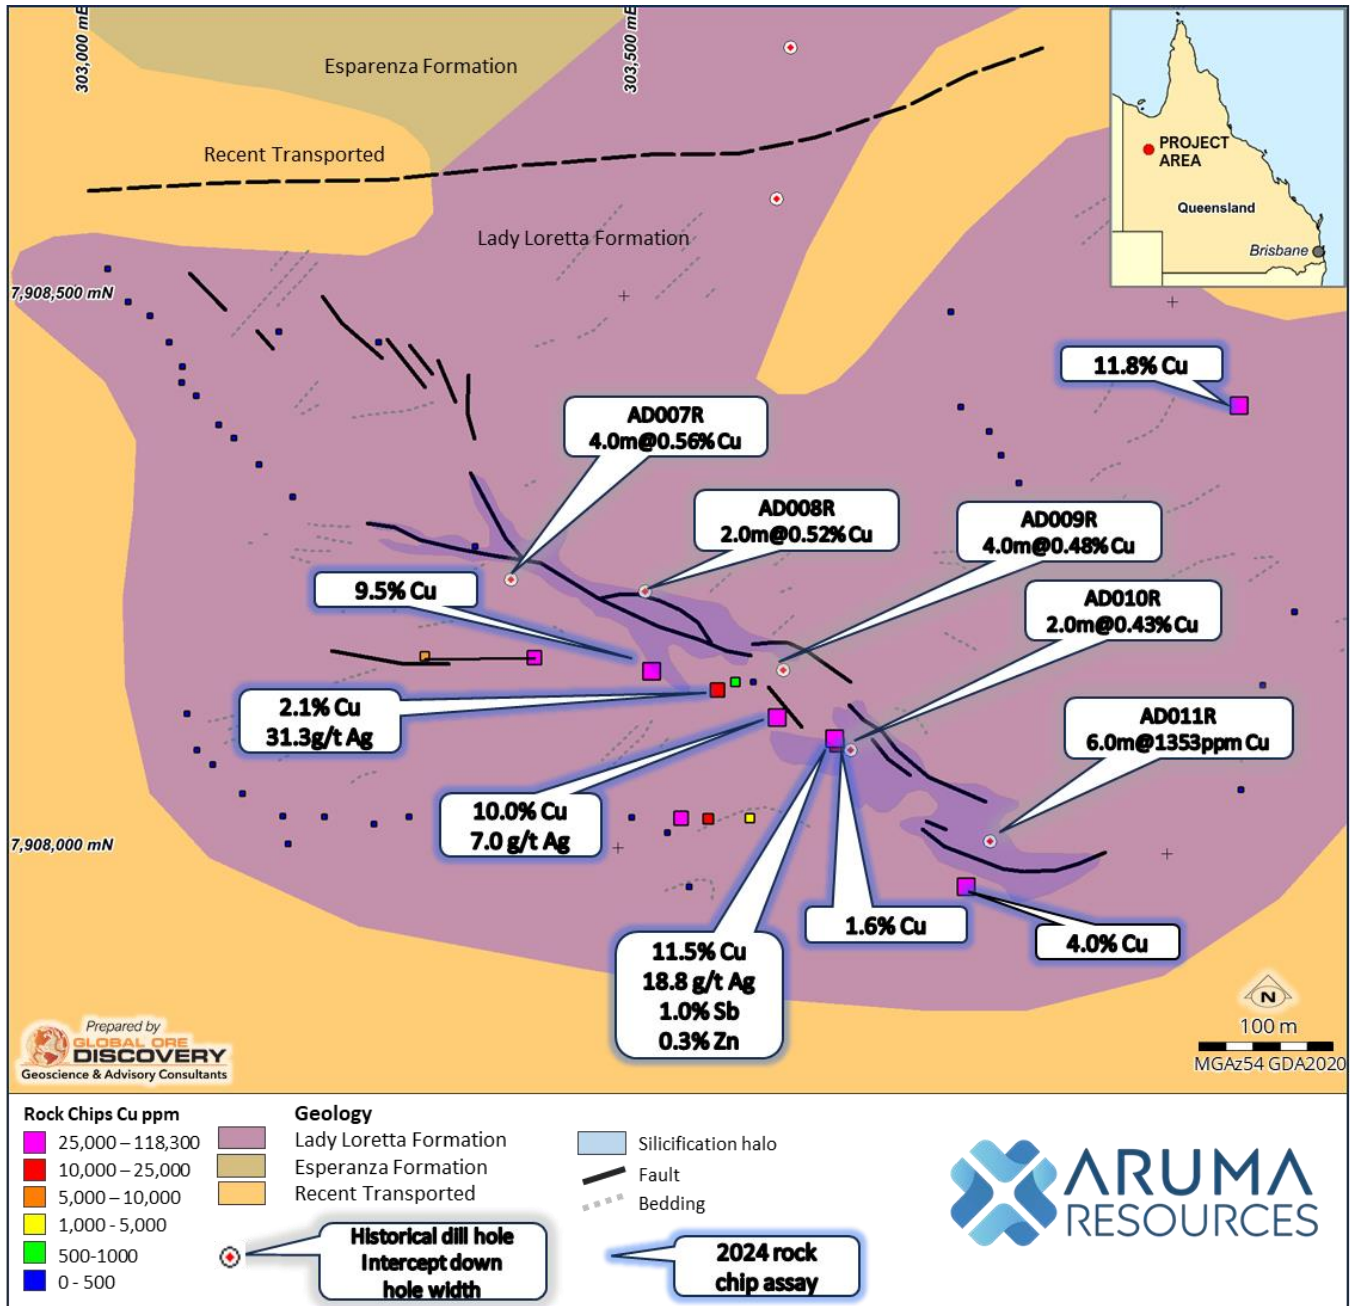 303,000 mE
303,500 mE
Esparenza Formation
Recent Transported
Lady Loretta Formation
PROJECT
AREA
Queensland
Brisbane
7,908,500 mN
11.8% Cu
AD007R
4.0m@0.56% Cu
AD008R
2.0m@0.52% Cu
AD009R
4.0m@0.48% Cu
9.5% Cu
AD010R
2.0m@0.43% Cu
2.1% Cu
31.3g/t Ag
AD011R
6.0m@1353ppm Cu
10.0% Cu
7.0 g/t Ag
7,908,000 mN
1.6% Cu
4.0% Cu
11.5% Cu
18.8 g/t Ag
1.0% Sb
0.3% Zn
N
100 m
MGAz54 GDA2020
Prepared by
GLOBAL ORE
DISCOVERY
Geoscience & Advisory Consultants
Rock Chips Cu ppm
25,000 – 118,300
10,000 – 25,000
5,000 – 10,000
1,000 - 5,000
500-1000
0 - 500
Geology
Lady Loretta Formation
Esperanza Formation
Recent Transported
Silicification halo
Fault
Bedding
Historical dill hole
Intercept down
hole width
2024 rock
chip assay
ARUMA
RESOURCES